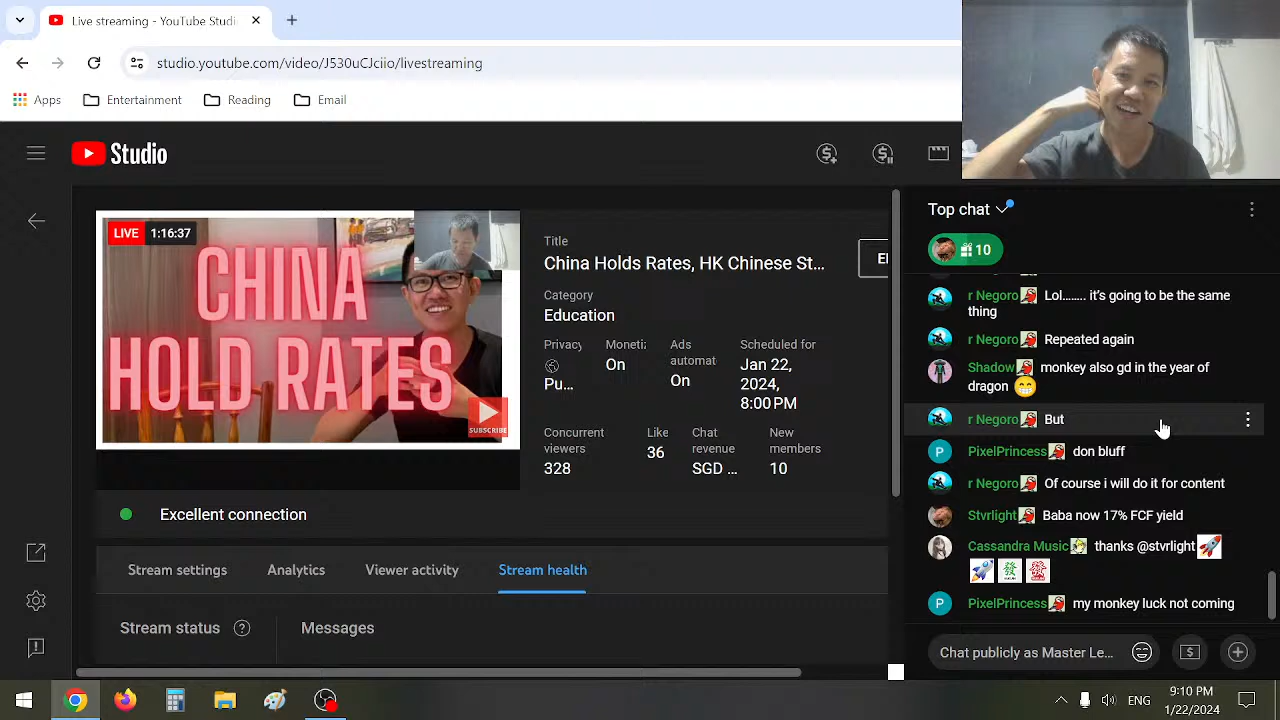 Live streaming - YouTube Studi
studio.youtube.com/video/J530uCJciio/livestreaming
Apps
Entertainment
Reading
Email
Studio
LIVE 1:16:37
CHINA
HOLD RATES
SUBSCRIBE
Title
China Holds Rates, HK Chinese St...
Category
Education
Privacy
Pu...
Moneti:
On
Ads
automat
On
Scheduled for
Jan 22,
2024,
8:00 PM
Concurrent
viewers
328
Like
36
Chat
revenue
SGD ...
New
members
10
Excellent connection
Stream settings
Analytics
Viewer activity
Stream health
Stream status
Messages
Top chat
10
r Negoro Lol........ it's going to be the same
thing
r Negoro Repeated again
Shadow monkey also gd in the year of
dragon
r Negoro But
PixelPrincess don bluff
r Negoro Of course i will do it for content
Stvrlight Baba now 17% FCF yield
Cassandra Music thanks @stvrlight
發
PixelPrincess my monkey luck not coming
Chat publicly as Master Le...
ENG
9:10 PM
1/22/2024